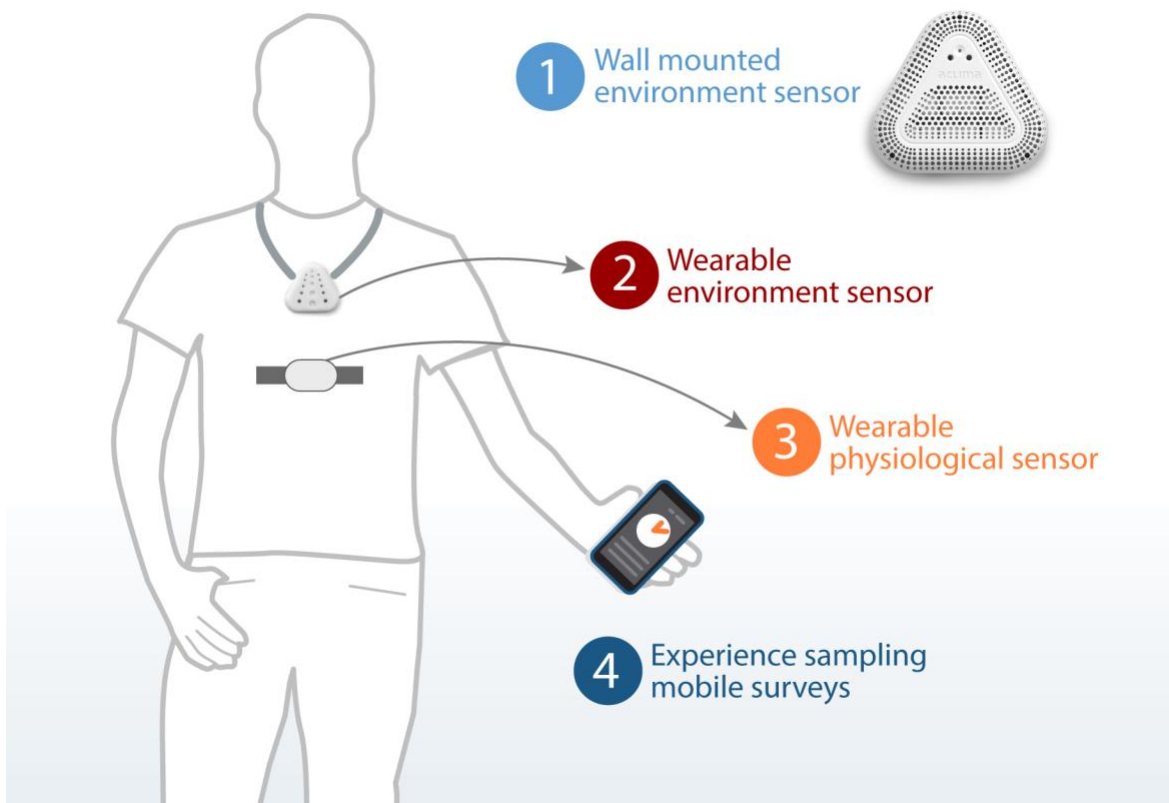 1
Wall mounted
environment sensor
aclima
2
Wearable
environment sensor
3
Wearable
physiological sensor
4
Experience sampling
mobile surveys